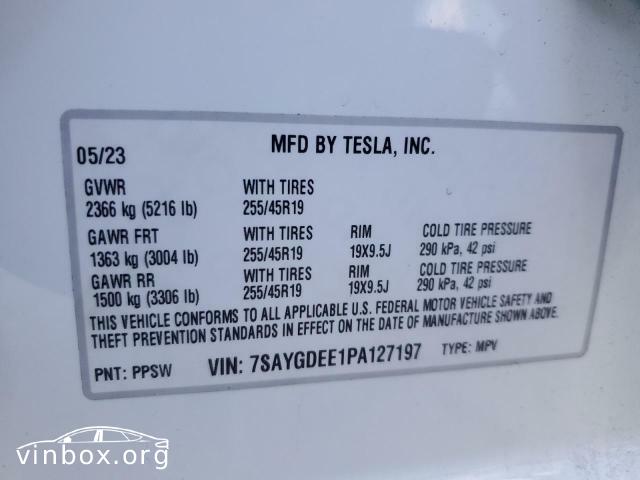 05/23 MFD BY TESLA, INC.
GVWR WITH TIRES
2366 kg (5216 lb) 255/45R19
GAWR FRT WITH TIRES RIM COLD TIRE PRESSURE
1363 kg (3004 lb) 255/45R19 19X9.5J 290 kPa, 42 psi
GAWR RR WITH TIRES RIM COLD TIRE PRESSURE
1500 kg (3306 lb) 255/45R19 19X9.5J 290 kPa, 42 psi
THIS VEHICLE CONFORMS TO ALL APPLICABLE U.S. FEDERAL MOTOR VEHICLE SAFETY AND
THEFT PREVENTION STANDARDS IN EFFECT ON THE DATE OF MANUFACTURE SHOWN ABOVE.
PNT: PPSW VIN: 7SAYGDEE1PA127197 TYPE: MPV
vinbox.org